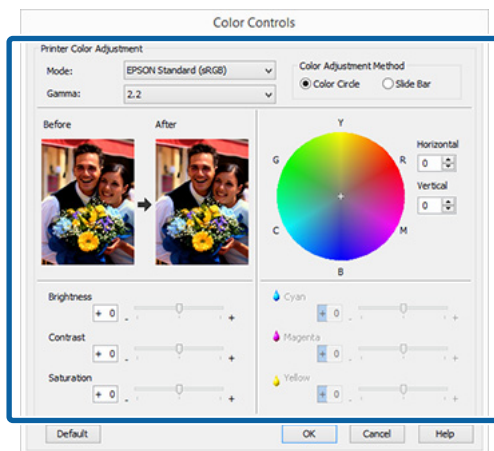 Color Controls
Printer Color Adjustment
Mode: EPSON Standard (sRGB)
Gamma: 2.2
Color Adjustment Method
Color Circle Slide Bar
Before After
Y
G R
C M
B
Horizontal
0
Vertical
0
Brightness
+ 0 - +
Contrast
+ 0 - +
Saturation
+ 0 - +
Cyan
+ 0 - +
Magenta
+ 0 - +
Yellow
+ 0 - +
Default OK Cancel Help